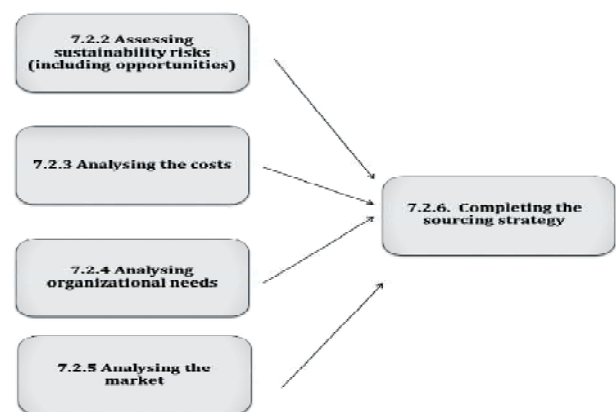 7.2.2 Assessing
sustainability risks
(including opportunities)
7.2.3 Analysing the costs
7.2.4 Analysing
organizational needs
7.2.5 Analysing the
market
7.2.6. Completing the
sourcing strategy